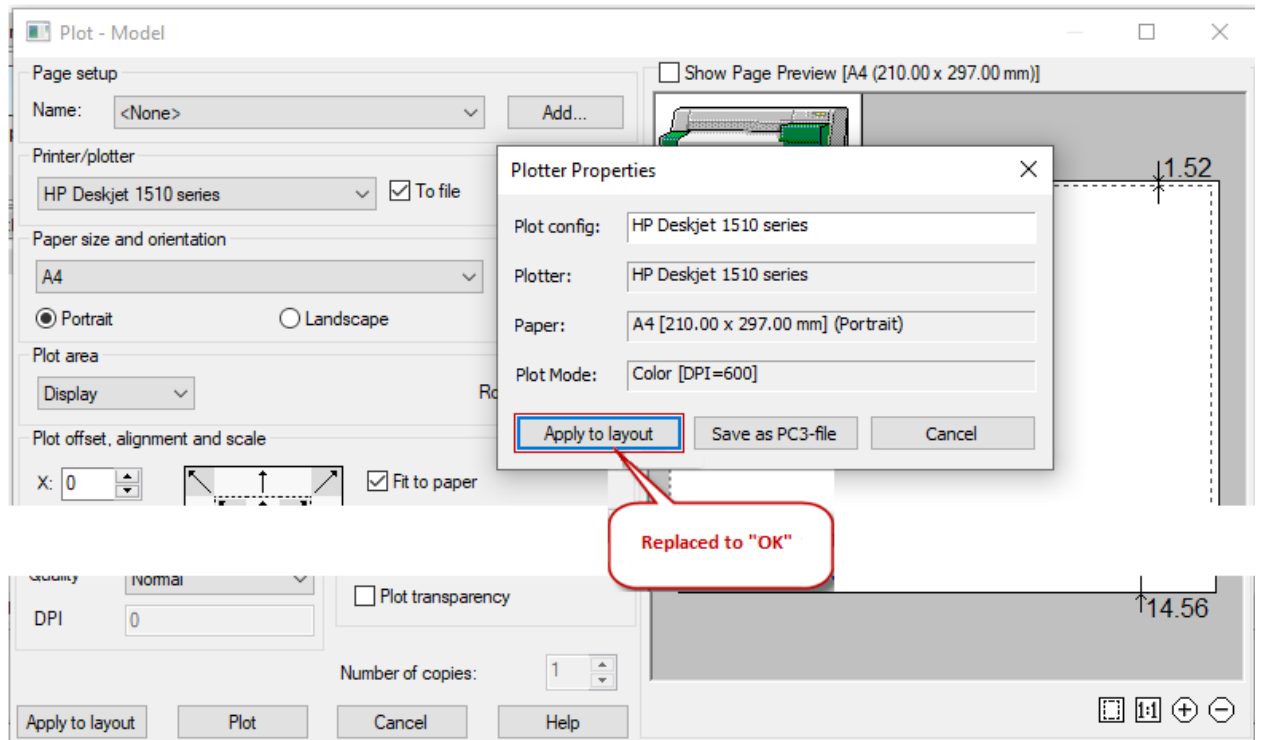 Plot - Model
Page setup
Name: <None> Add...
Printer/plotter
HP Deskjet 1510 series To file
Paper size and orientation
A4
Portrait Landscape
Plot area
Display
Plot offset, alignment and scale
X: 0 Fit to paper
Show Page Preview [A4 (210.00 x 297.00 mm)]
1.52
Plotter Properties
Plot config: HP Deskjet 1510 series
Plotter: HP Deskjet 1510 series
Paper: A4 [210.00 x 297.00 mm] (Portrait)
Plot Mode: Color [DPI=600]
Apply to layout Save as PC3-file Cancel
Replaced to "OK"
Quality Normal
Plot transparency
DPI 0
14.56
Number of copies: 1
Apply to layout Plot Cancel Help
1:1